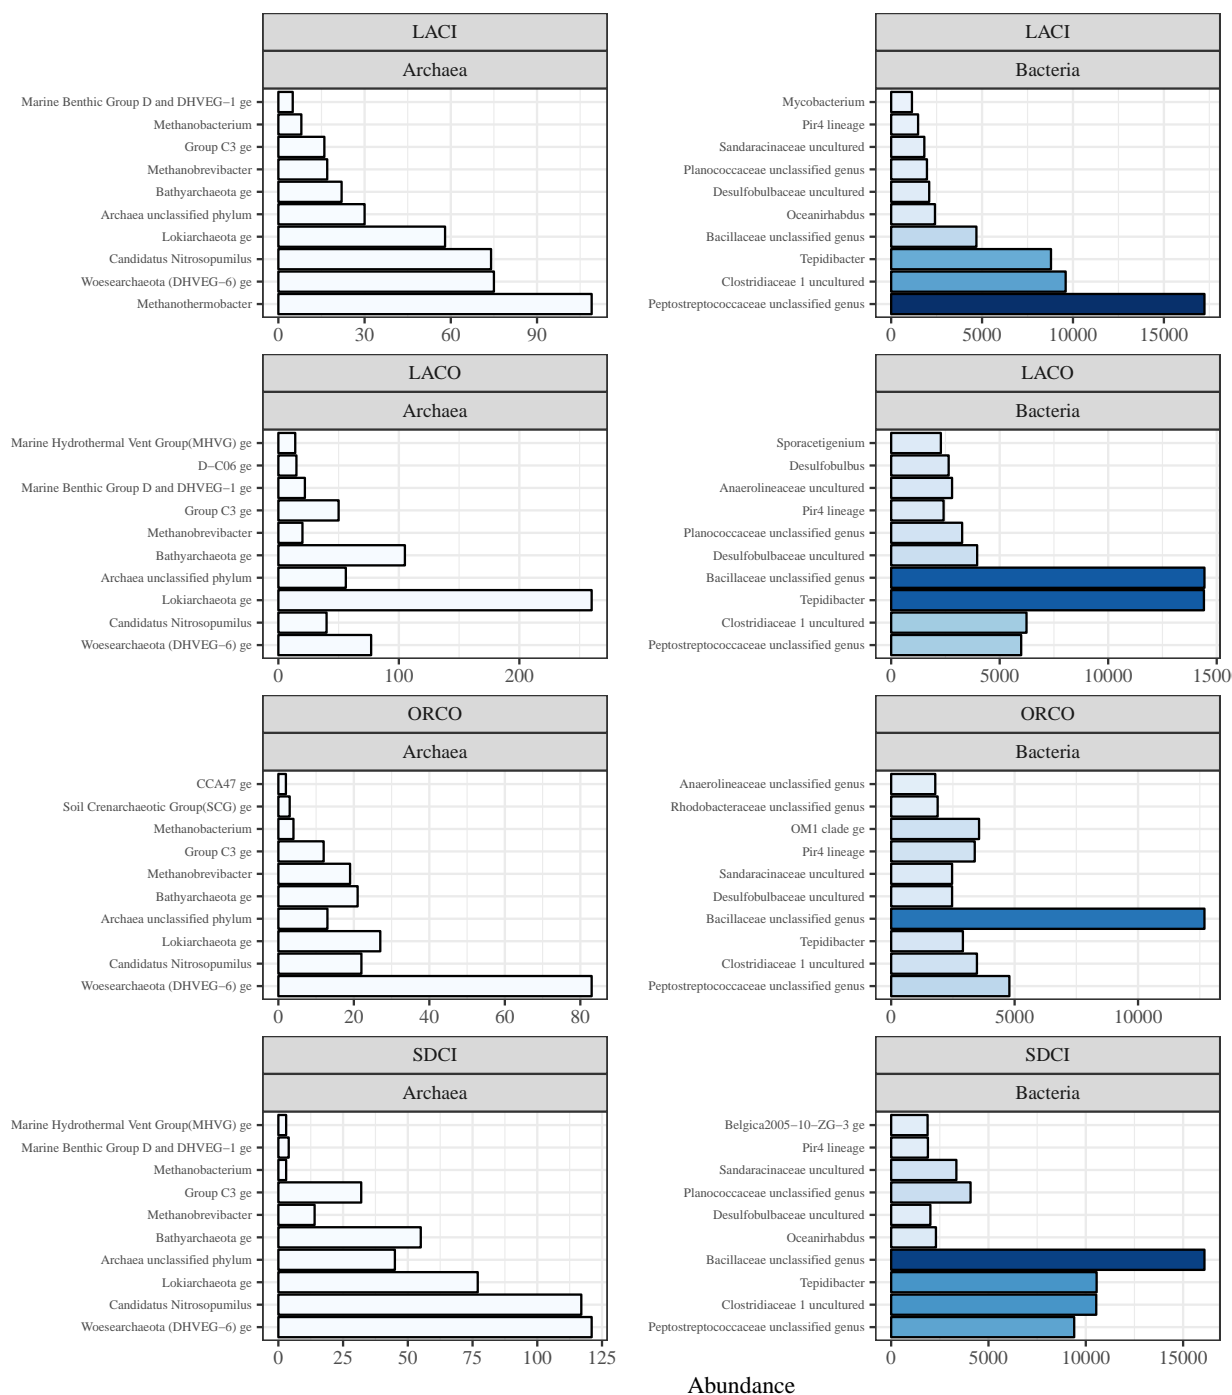 LACI
Archaea
Marine Benthic Group D and DHVEG−1 ge
Methanobacterium
Group C3 ge
Methanobrevibacter
Bathyarchaeota ge
Archaea unclassified phylum
Lokiarchaeota ge
Candidatus Nitrosopumilus
Woesearchaeota (DHVEG−6) ge
Methanothermobacter
0 30 60 90
LACI
Bacteria
Mycobacterium
Pir4 lineage
Sandaracinaceae uncultured
Planococcaceae unclassified genus
Desulfobulbaceae uncultured
Oceanirhabdus
Bacillaceae unclassified genus
Tepidibacter
Clostridiaceae 1 uncultured
Peptostreptococcaceae unclassified genus
0 5000 10000 15000
LACO
Archaea
Marine Hydrothermal Vent Group(MHVG) ge
D−C06 ge
Marine Benthic Group D and DHVEG−1 ge
Group C3 ge
Methanobrevibacter
Bathyarchaeota ge
Archaea unclassified phylum
Lokiarchaeota ge
Candidatus Nitrosopumilus
Woesearchaeota (DHVEG−6) ge
0 100 200
LACO
Bacteria
Sporacetigenium
Desulfobulbus
Anaerolineaceae uncultured
Pir4 lineage
Planococcaceae unclassified genus
Desulfobulbaceae uncultured
Bacillaceae unclassified genus
Tepidibacter
Clostridiaceae 1 uncultured
Peptostreptococcaceae unclassified genus
0 5000 10000 1500
ORCO
Archaea
CCA47 ge
Soil Crenarchaeotic Group(SCG) ge
Methanobacterium
Group C3 ge
Methanobrevibacter
Bathyarchaeota ge
Archaea unclassified phylum
Lokiarchaeota ge
Candidatus Nitrosopumilus
Woesearchaeota (DHVEG−6) ge
0 20 40 60 80
ORCO
Bacteria
Anaerolineaceae unclassified genus
Rhodobacteraceae unclassified genus
OM1 clade ge
Pir4 lineage
Sandaracinaceae uncultured
Desulfobulbaceae uncultured
Bacillaceae unclassified genus
Tepidibacter
Clostridiaceae 1 uncultured
Peptostreptococcaceae unclassified genus
0 5000 10000
SDCI
Archaea
Marine Hydrothermal Vent Group(MHVG) ge
Marine Benthic Group D and DHVEG−1 ge
Methanobacterium
Group C3 ge
Methanobrevibacter
Bathyarchaeota ge
Archaea unclassified phylum
Lokiarchaeota ge
Candidatus Nitrosopumilus
Woesearchaeota (DHVEG−6) ge
0 25 50 75 100 125
SDCI
Bacteria
Belgica2005−10−ZG−3 ge
Pir4 lineage
Sandaracinaceae uncultured
Planococcaceae unclassified genus
Desulfobulbaceae uncultured
Oceanirhabdus
Bacillaceae unclassified genus
Tepidibacter
Clostridiaceae 1 uncultured
Peptostreptococcaceae unclassified genus
0 5000 10000 15000
Abundance